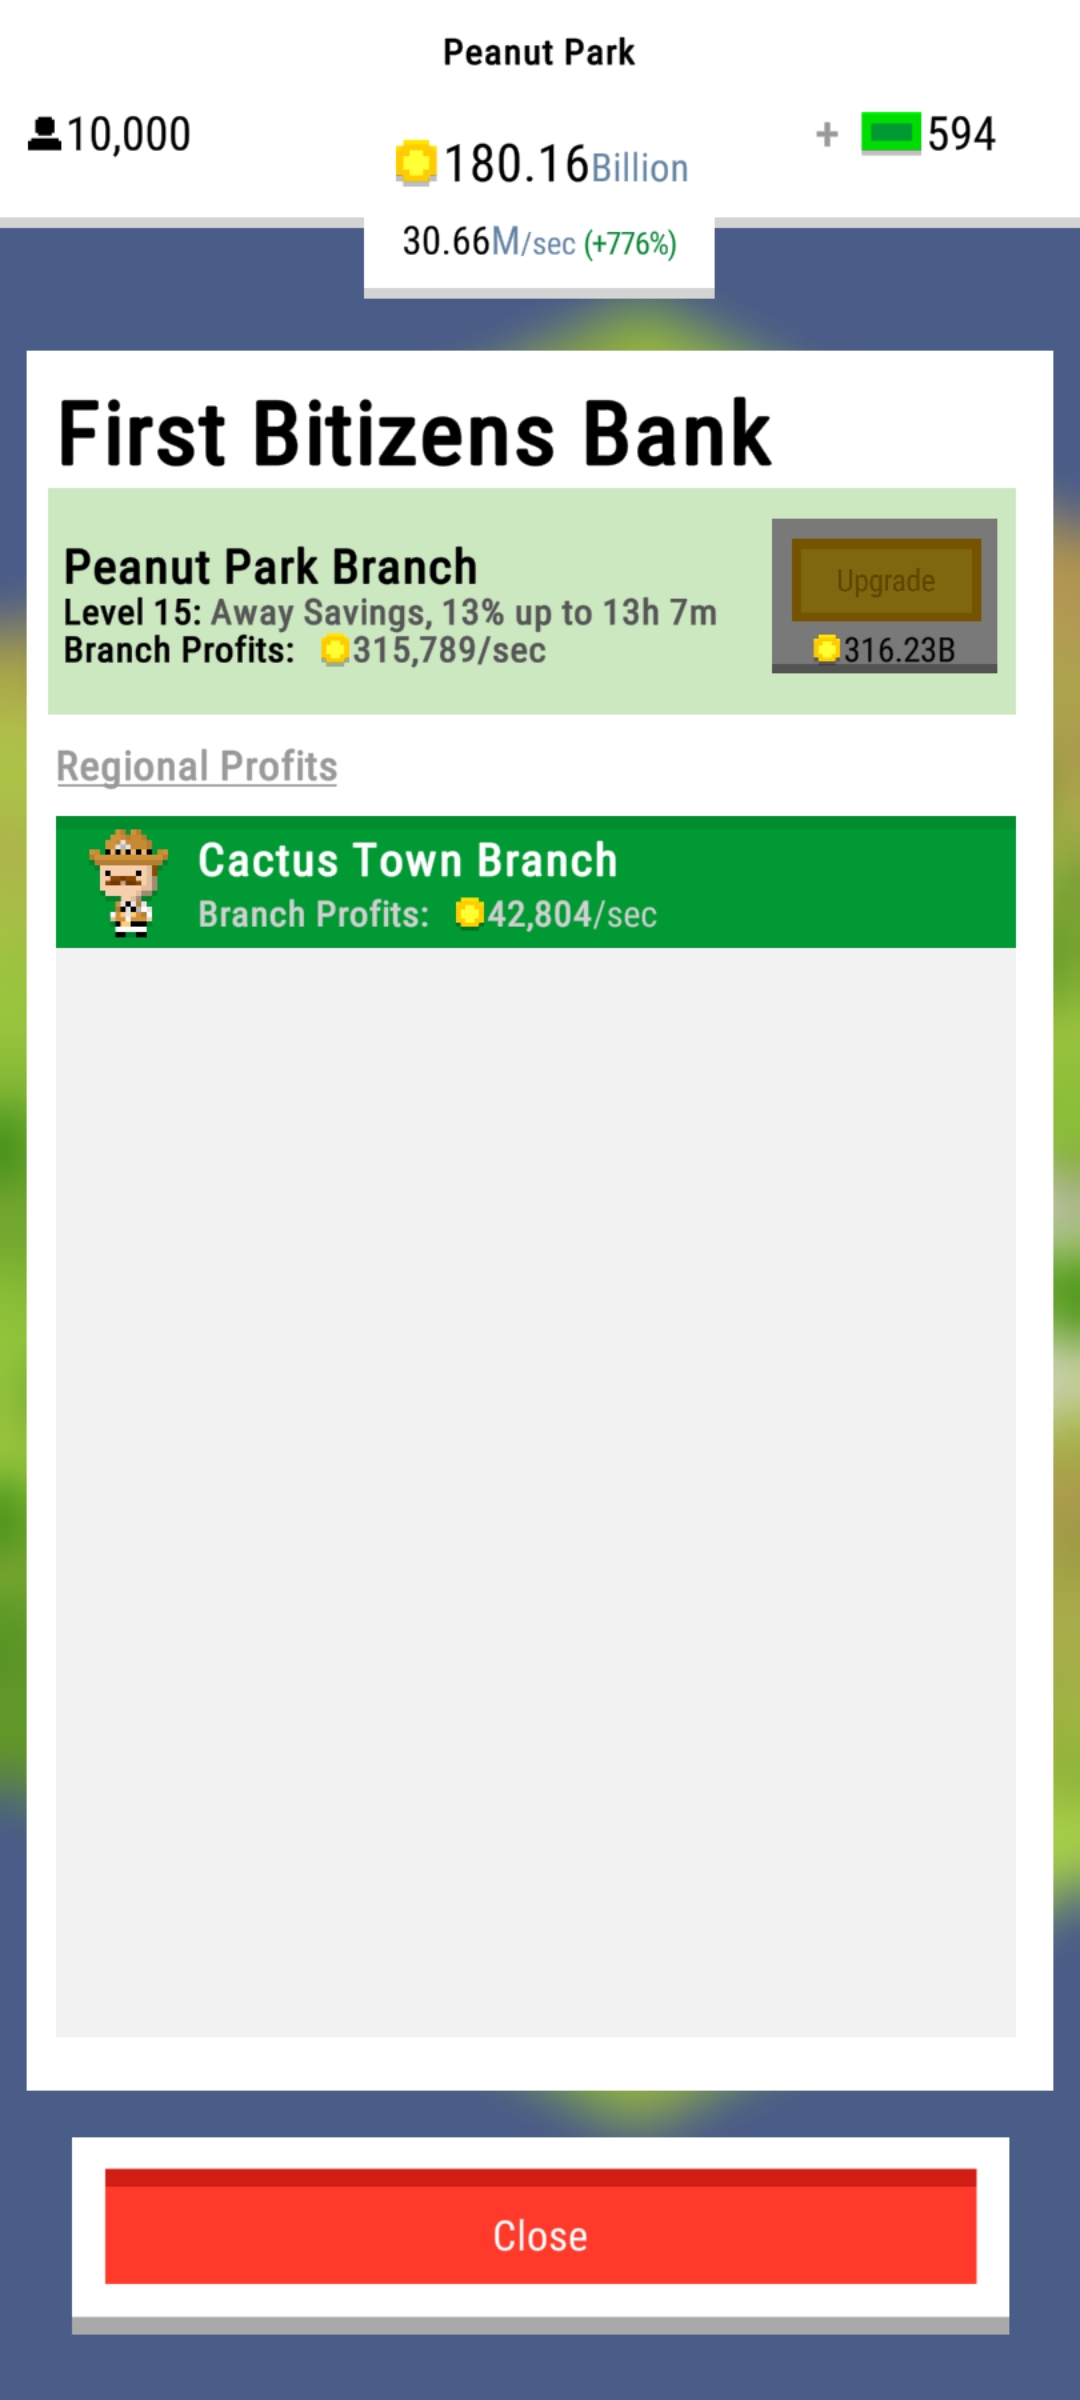 Peanut Park
10,000
180.16Billion
+ 594
30.66M/sec (+776%)
First Bitizens Bank
Peanut Park Branch
Level 15: Away Savings, 13% up to 13h 7m
Branch Profits: 315,789/sec
Upgrade
316.23B
Regional Profits
Cactus Town Branch
Branch Profits: 42,804/sec
Close